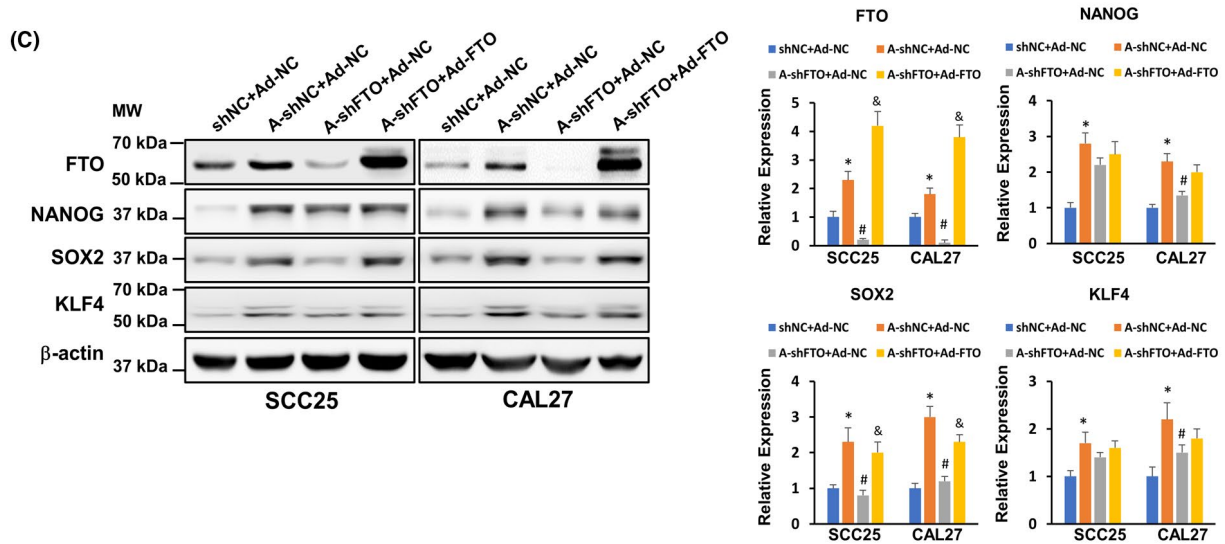 (C)
shNC+Ad-NC
A-shNC+Ad-NC
A-shFTO+Ad-NC
A-shFTO+Ad-FTO
shNC+Ad-NC
A-shNC+Ad-NC
A-shFTO+Ad-NC
A-shFTO+Ad-FTO
MW
70 kDa
FTO
50 kDa
NANOG
37 kDa
SOX2
37 kDa
70 kDa
KLF4
50 kDa
β-actin
37 kDa
SCC25
CAL27
FTO
shNC+Ad-NC
A-shNC+Ad-NC
A-shFTO+Ad-NC
A-shFTO+Ad-FTO
Relative Expression
5
4
3
2
1
0
*
#
&
*
#
&
SCC25
CAL27
NANOG
shNC+Ad-NC
A-shNC+Ad-NC
A-shFTO+Ad-NC
A-shFTO+Ad-FTO
Relative Expression
4
3
2
1
0
*
*
#
SCC25
CAL27
SOX2
shNC+Ad-NC
A-shNC+Ad-NC
A-shFTO+Ad-NC
A-shFTO+Ad-FTO
Relative Expression
4
3
2
1
0
*
#
&
*
#
&
SCC25
CAL27
KLF4
shNC+Ad-NC
A-shNC+Ad-NC
A-shFTO+Ad-NC
A-shFTO+Ad-FTO
Relative Expression
3
2
1
0
*
*
#
SCC25
CAL27